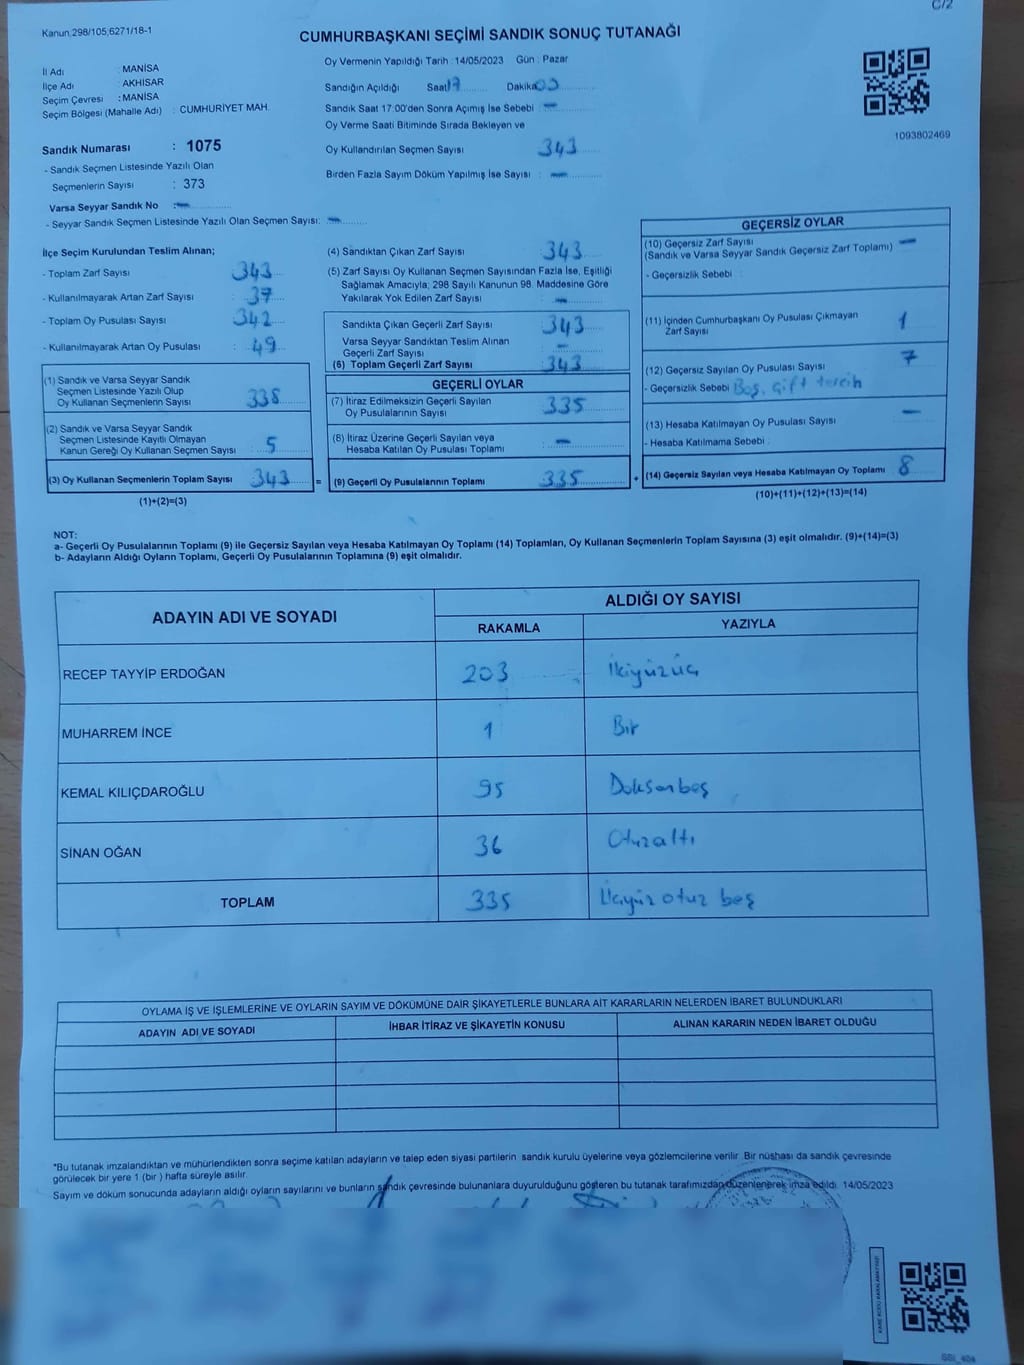 C/2
Kanun:298/105;6271/18-1
CUMHURBAŞKANI SEÇİMİ SANDIK SONUÇ TUTANAĞI
İl Adı : MANİSA
İlçe Adı : AKHİSAR
Seçim Çevresi : MANİSA
Seçim Bölgesi (Mahalle Adı) : CUMHURİYET MAH.
Sandık Numarası : 1075
- Sandık Seçmen Listesinde Yazılı Olan
Seçmenlerin Sayısı : 373
Varsa Seyyar Sandık No : -
- Seyyar Sandık Seçmen Listesinde Yazılı Olan Seçmen Sayısı: -
Oy Vermenin Yapıldığı Tarih : 14/05/2023 Gün : Pazar
Sandığın Açıldığı Saat 17 Dakika 00
Sandık Saat 17:00'den Sonra Açımış İse Sebebi : -
Oy Verme Saati Bitiminde Sırada Bekleyen ve
Oy Kullandırılan Seçmen Sayısı 343
Birden Fazla Sayım Döküm Yapılmış İse Sayısı : -
1093802469
İlçe Seçim Kurulundan Teslim Alınan;
- Toplam Zarf Sayısı 343
- Kullanılmayarak Artan Zarf Sayısı : 37
- Toplam Oy Pusulası Sayısı : 342
- Kullanılmayarak Artan Oy Pusulası : 49
(1) Sandık ve Varsa Seyyar Sandık
Seçmen Listesinde Yazılı Olup
Oy Kullanan Seçmenlerin Sayısı 338
(2) Sandık ve Varsa Seyyar Sandık
Seçmen Listesinde Kayıtlı Olmayan
Kanun Gereği Oy Kullanan Seçmen Sayısı : 5
(3) Oy Kullanan Seçmenlerin Toplam Sayısı 343 =
(1)+(2)=(3)
(4) Sandıktan Çıkan Zarf Sayısı 343
(5) Zarf Sayısı Oy Kullanan Seçmen Sayısından Fazla İse, Eşitliği
Sağlamak Amacıyla; 298 Sayılı Kanunun 98. Maddesine Göre
Yakılarak Yok Edilen Zarf Sayısı : -
Sandıkta Çıkan Geçerli Zarf Sayısı : 343
Varsa Seyyar Sandıktan Teslim Alınan
Geçerli Zarf Sayısı : -
(6) Toplam Geçerli Zarf Sayısı : 343
GEÇERLİ OYLAR
(7) İtiraz Edilmeksizin Geçerli Sayılan
Oy Pusulalarının Sayısı : 335
(8) İtiraz Üzerine Geçerli Sayılan veya
Hesaba Katılan Oy Pusulası Toplamı : -
(9) Geçerli Oy Pusulalarının Toplamı 335 +
GEÇERSİZ OYLAR
(10) Geçersiz Zarf Sayısı
(Sandık ve Varsa Seyyar Sandık Geçersiz Zarf Toplamı) -
- Geçersizlik Sebebi :
(11) İçinden Cumhurbaşkanı Oy Pusulası Çıkmayan
Zarf Sayısı 1
(12) Geçersiz Sayılan Oy Pusulası Sayısı 7
- Geçersizlik Sebebi Boş, çift tercih
(13) Hesaba Katılmayan Oy Pusulası Sayısı -
- Hesaba Katılmama Sebebi :
(14) Geçersiz Sayılan veya Hesaba Katılmayan Oy Toplamı 8
(10)+(11)+(12)+(13)=(14)
NOT:
a- Geçerli Oy Pusulalarının Toplamı (9) ile Geçersiz Sayılan veya Hesaba Katılmayan Oy Toplamı (14) Toplamları, Oy Kullanan Seçmenlerin Toplam Sayısına (3) eşit olmalıdır. (9)+(14)=(3)
b- Adayların Aldığı Oyların Toplamı, Geçerli Oy Pusulalarının Toplamına (9) eşit olmalıdır.
ADAYIN ADI VE SOYADI
ALDIĞI OY SAYISI
RAKAMLA YAZIYLA
RECEP TAYYİP ERDOĞAN 203 İkiyüzüç
MUHARREM İNCE 1 Bir
KEMAL KILIÇDAROĞLU 95 Doksanbeş
SİNAN OĞAN 36 Otuzaltı
TOPLAM 335 otuz beş
OYLAMA İŞ VE İŞLEMLERİNE VE OYLARIN SAYIM VE DÖKÜMÜNE DAİR ŞİKAYETLERLE BUNLARA AİT KARARLARIN NELERDEN İBARET BULUNDUKLARI
ADAYIN ADI VE SOYADI İHBAR İTİRAZ VE ŞİKAYETİN KONUSU ALINAN KARARIN NEDEN İBARET OLDUĞU
*Bu tutanak imzalandıktan ve mühürlendikten sonra seçime katılan adayların ve talep eden siyasi partilerin sandık kurulu üyelerine veya gözlemcilerine verilir. Bir nüshası da sandık çevresinde
görülecek bir yere 1 (bir ) hafta süreyle asılır.
Sayım ve döküm sonucunda adayların aldığı oyların sayılarını ve bunların sandık çevresinde bulunanlara duyurulduğunu gösteren bu tutanak tarafımızdan düzenlenerek imza edildi. 14/05/2023